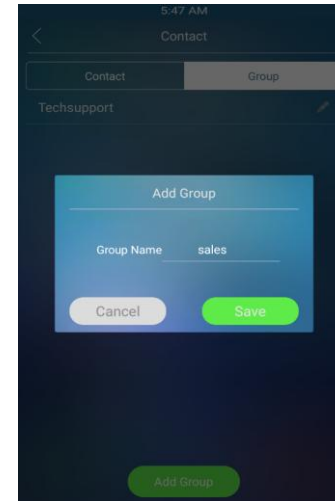 5:47 AM
Contact
Contact Group
Techsupport
Add Group
Group Name sales
Cancel Save
Add Group